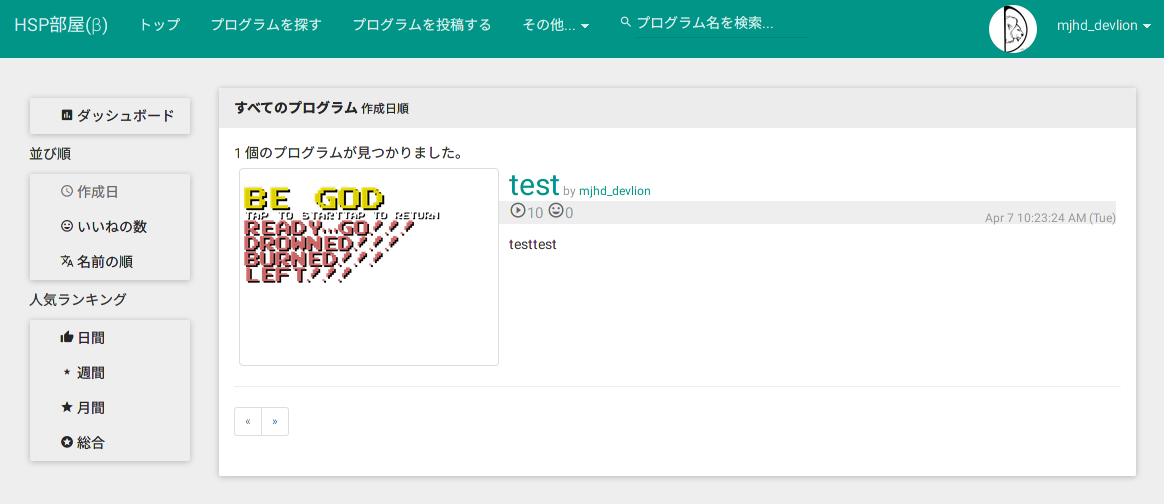 HSP部屋(β) トップ プログラムを探す プログラムを投稿する その他... プログラム名を検索... mjhd_devlion
ダッシュボード
並び順
作成日
いいねの数
名前の順
人気ランキング
日間
週間
月間
総合
すべてのプログラム 作成日順
1 個のプログラムが見つかりました。
BE GOD
TAP TO STARTTAP TO RETURN
READY...GO!!!
DROWNED!!!
BURNED!!!
LEFT!!!
test by mjhd_devlion
10 0
Apr 7 10:23:24 AM (Tue)
testtest
« »